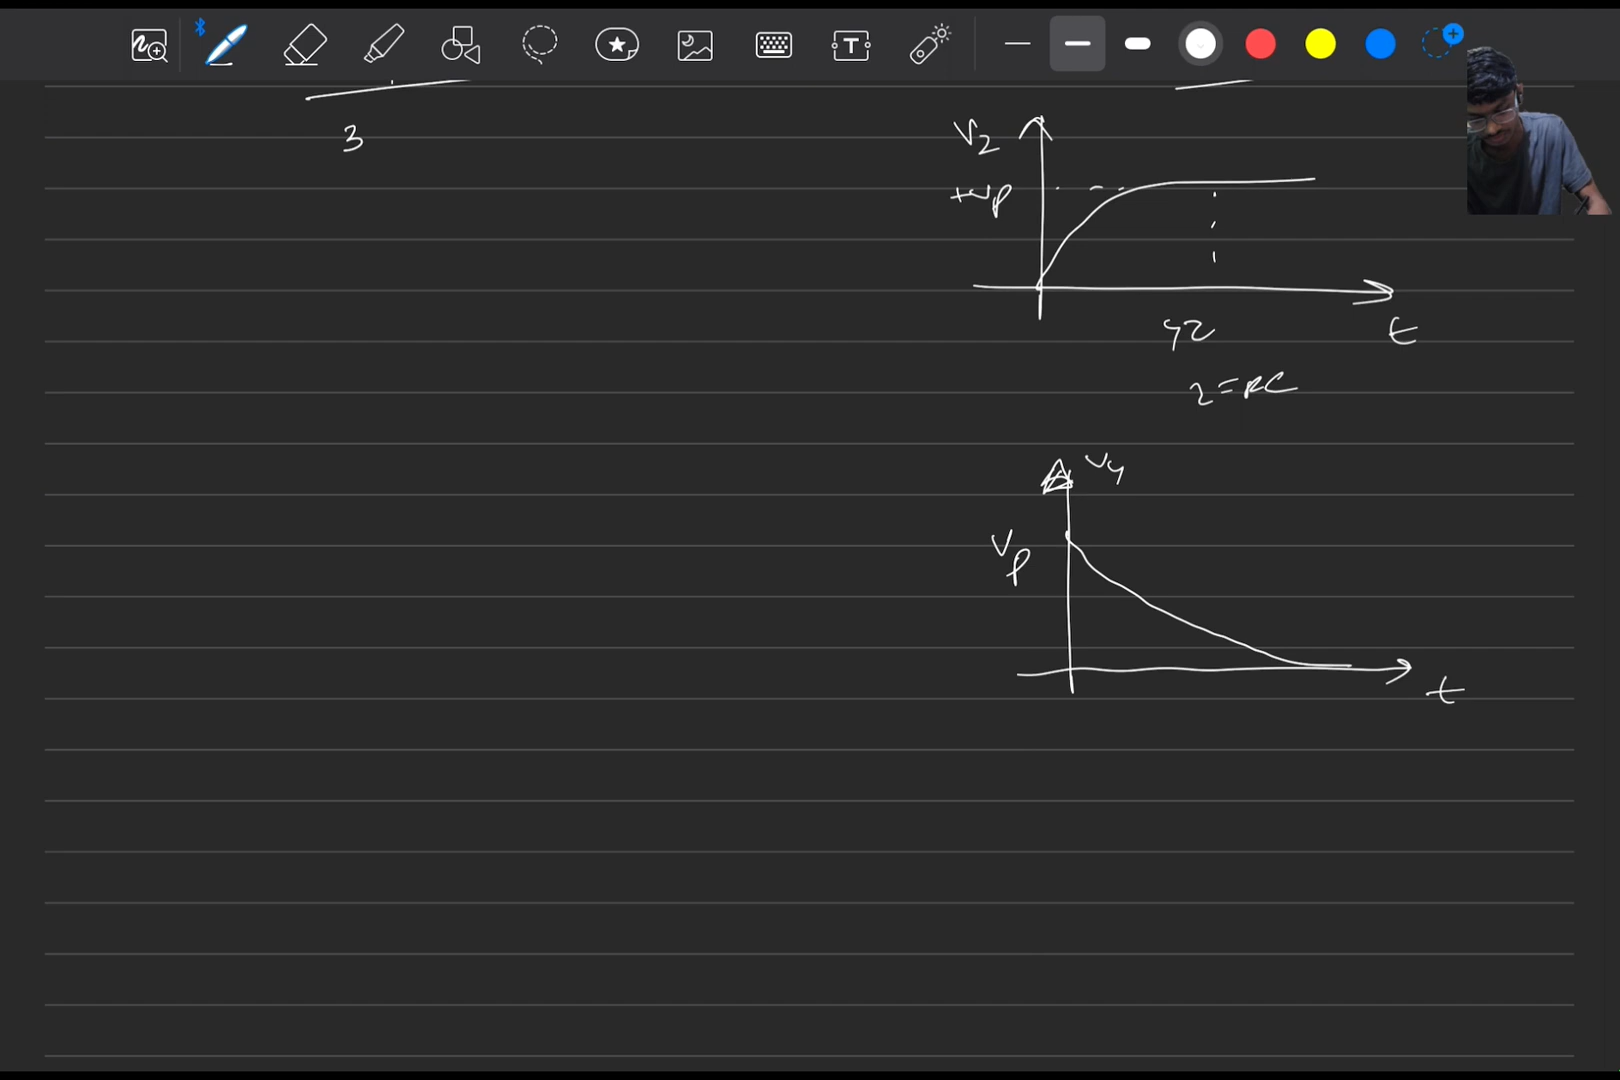 3
V2
+Vp
4τ
t
τ = RC
V4
Vp
t
T